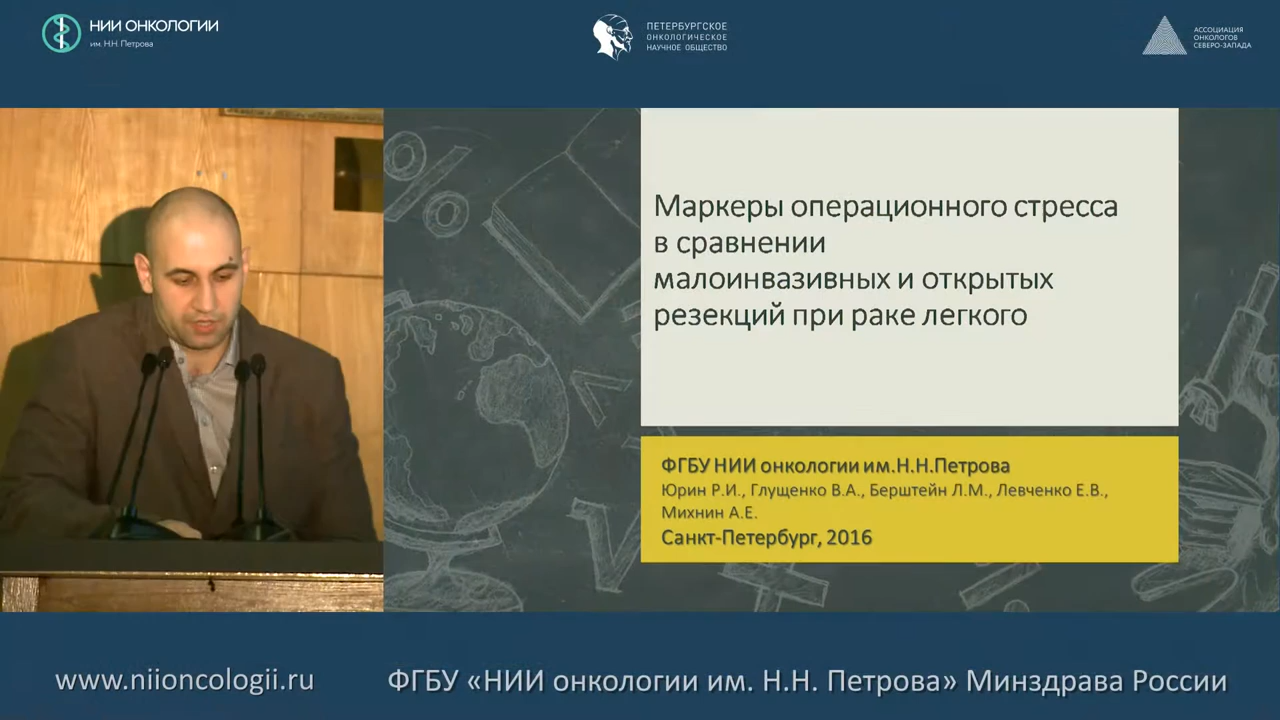 НИИ ОНКОЛОГИИ
им. Н.Н. Петрова
ПЕТЕРБУРГСКОЕ
ОНКОЛОГИЧЕСКОЕ
НАУЧНОЕ ОБЩЕСТВО
АССОЦИАЦИЯ
ОНКОЛОГОВ
СЕВЕРО-ЗАПАДА
Маркеры операционного стресса
в сравнении
малоинвазивных и открытых
резекций при раке легкого
ФГБУ НИИ онкологии им.Н.Н.Петрова
Юрин Р.И., Глущенко В.А., Берштейн Л.М., Левченко Е.В.,
Михнин А.Е.
Санкт-Петербург, 2016
www.niioncologii.ru
ФГБУ «НИИ онкологии им. Н.Н. Петрова» Минздрава России